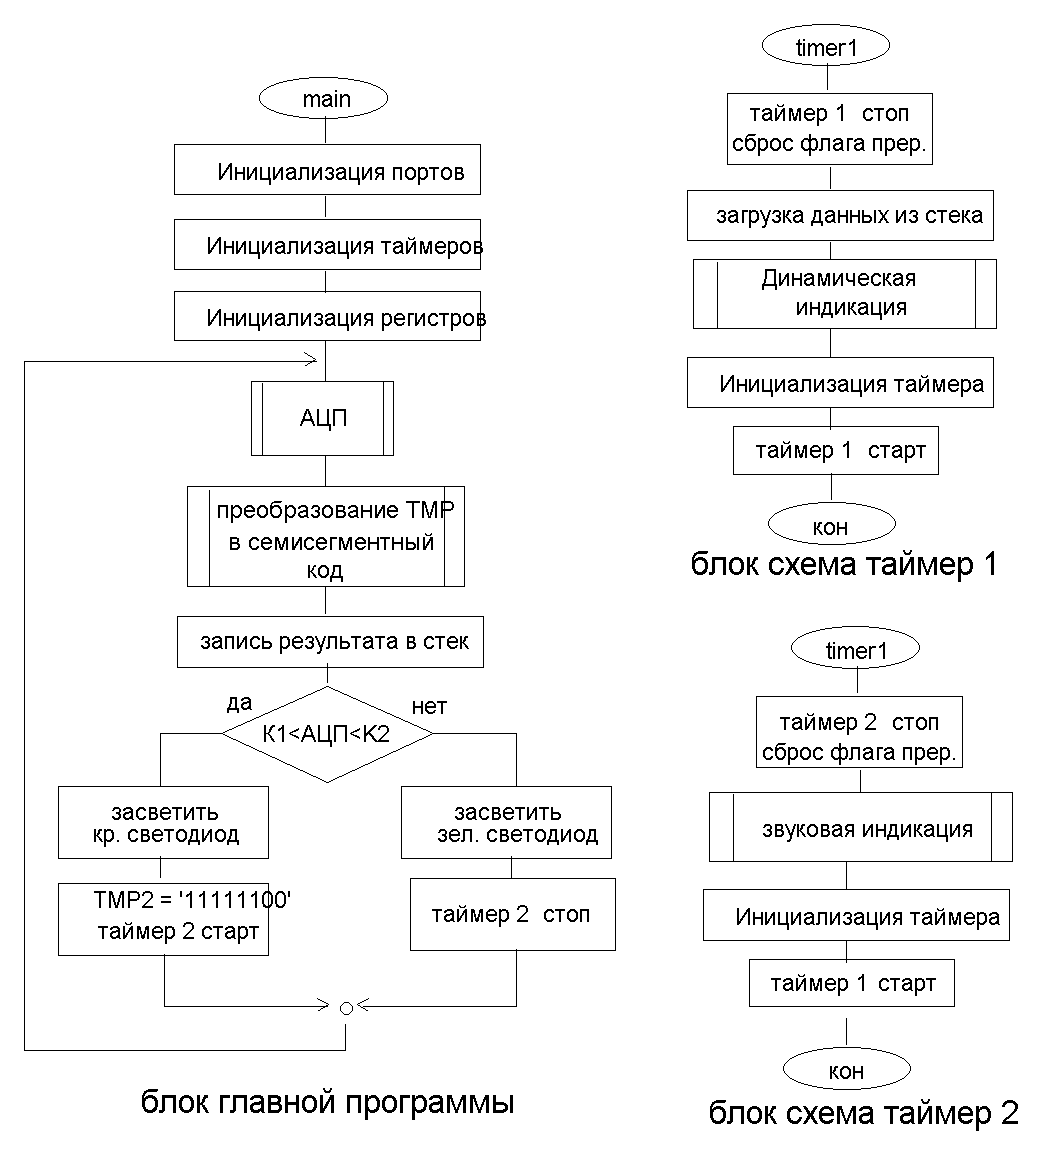 main
Инициализация портов
Инициализация таймеров
Инициализация регистров
АЦП
преобразование ТМР
в семисегментный
код
запись результата в стек
да
нет
К1<АЦП<К2
засветить
кр. светодиод
засветить
зел. светодиод
ТМР2 = '11111100'
таймер 2 старт
таймер 2 стоп
блок главной программы
timer1
таймер 1 стоп
сброс флага прер.
загрузка данных из стека
Динамическая
индикация
Инициализация таймера
таймер 1 старт
кон
блок схема таймер 1
timer1
таймер 2 стоп
сброс флага прер.
звуковая индикация
Инициализация таймера
таймер 1 старт
кон
блок схема таймер 2